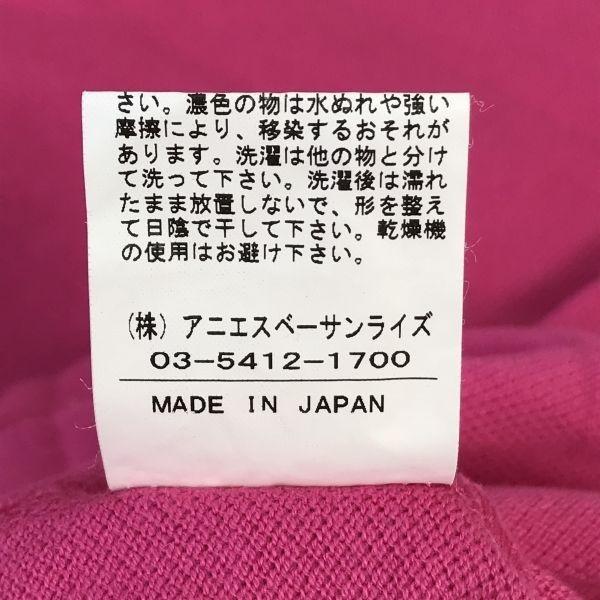 さい。濃色の物は水ぬれや強い
摩擦により、移染するおそれが
あります。洗濯は他の物と分け
て洗って下さい。洗濯後は濡れ
たまま放置しないで、形を整え
て日陰で干して下さい。乾燥機
の使用はお避け下さい。
(株)アニエスベーサンライズ
03-5412-1700
MADE IN JAPAN